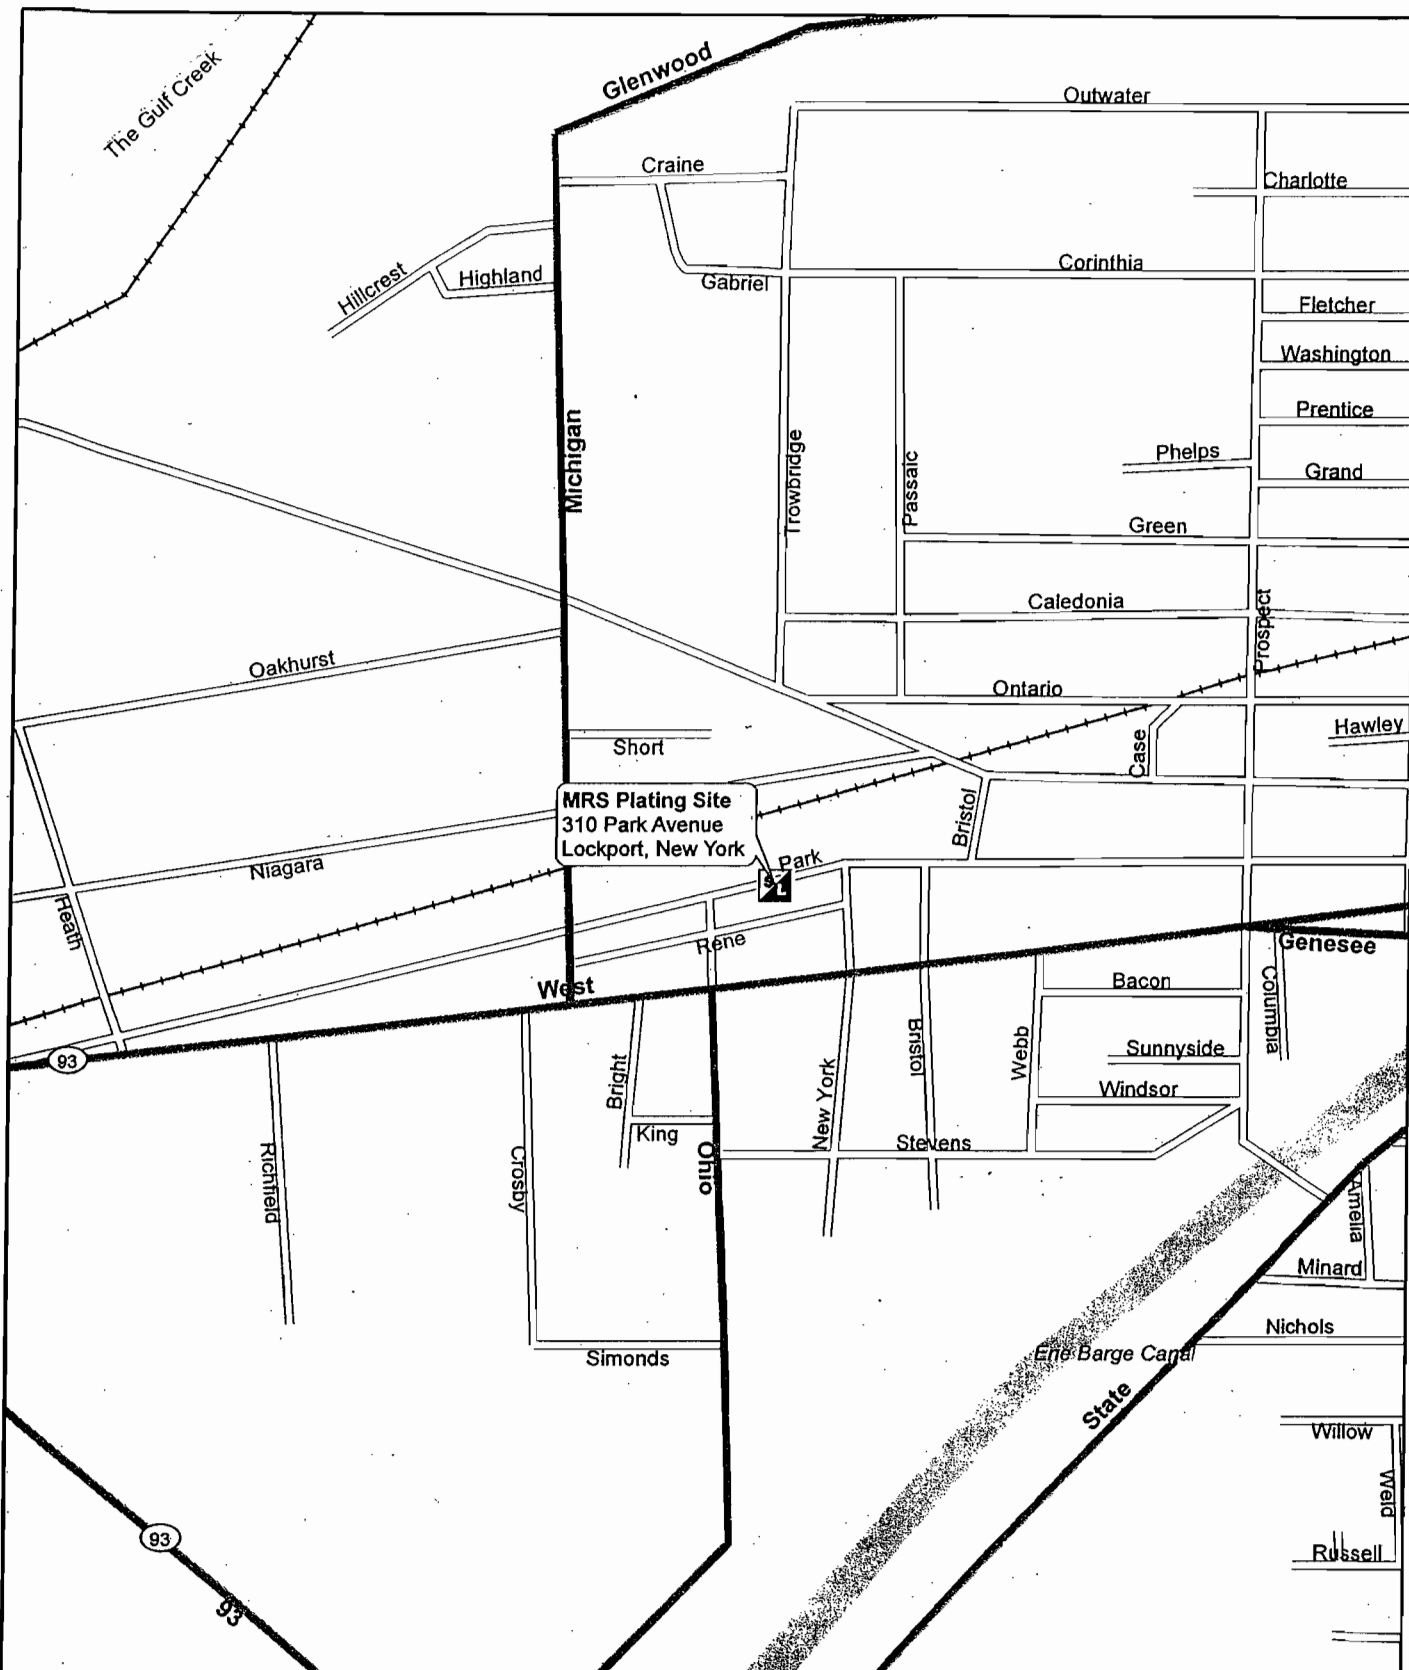 The Gulf Creek
Glenwood
Outwater
Craine
Charlotte
Hillcrest
Highland
Gabriel
Corinthia
Fletcher
Washington
Prentice
Michigan
Trowbridge
Passaic
Phelps
Grand
Green
Caledonia
Prospect
Oakhurst
Ontario
Short
Case
Hawley
MRS Plating Site
310 Park Avenue
Lockport, New York
Bristol
Niagara
Park
Heath
Rene
Genesee
West
Bacon
Columbia
93
Bright
New York
Bristol
Webb
Sunnyside
Windsor
King
Stevens
Richfield
Crosby
Ohio
Amelia
Minard
Nichols
Simonds
Erie Barge Canal
State
Willow
Weld
93
Russell
93